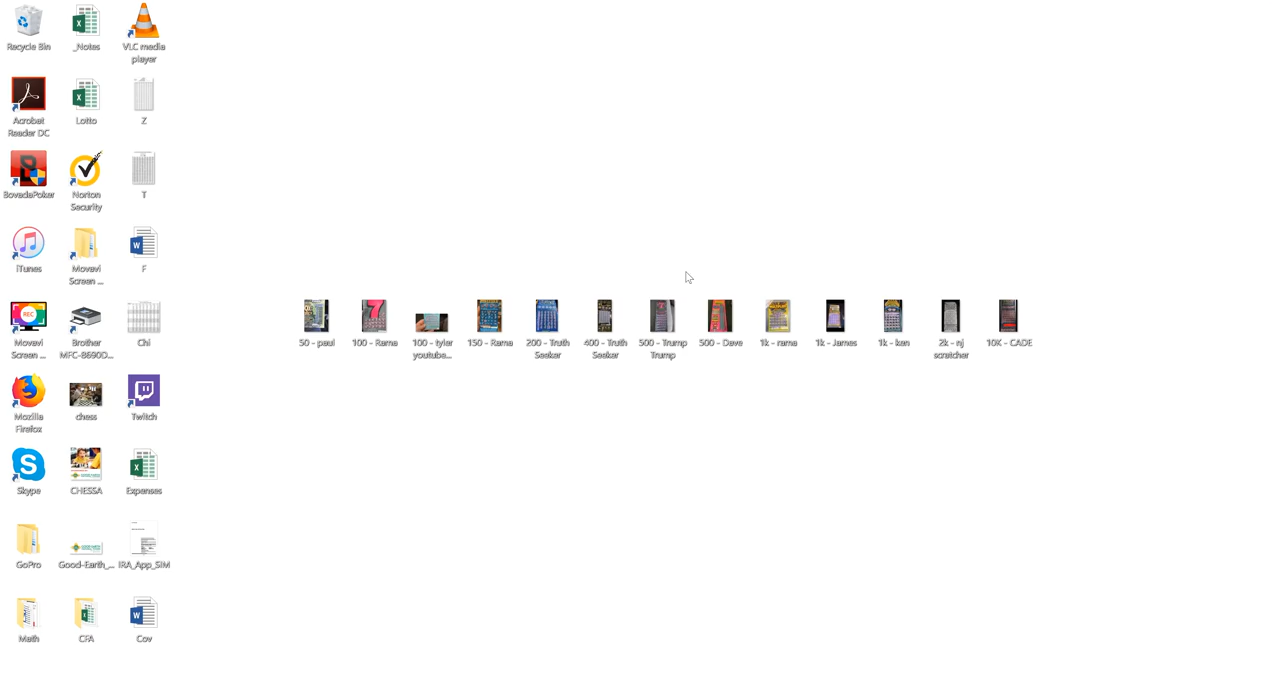 Recycle Bin
_Notes
VLC media
player
Acrobat
Reader DC
Lotto
Z
BovadaPoker
Norton
Security
T
iTunes
Movavi
Screen ...
F
Movavi
Screen ...
Brother
MFC-8690D...
Chi
50 - paul
100 - Rama
100 - tyler
youtube...
150 - Rama
200 - Truth
Seeker
400 - Truth
Seeker
500 - Trump
Trump
500 - Dave
1k - rama
1k - James
1k - ken
2k - nj
scratcher
10K - CADE
Mozilla
Firefox
chess
Twitch
Skype
CHESSA
Expenses
GoPro
Good-Earth_...
IRA_App_SIM
Math
CFA
Cov